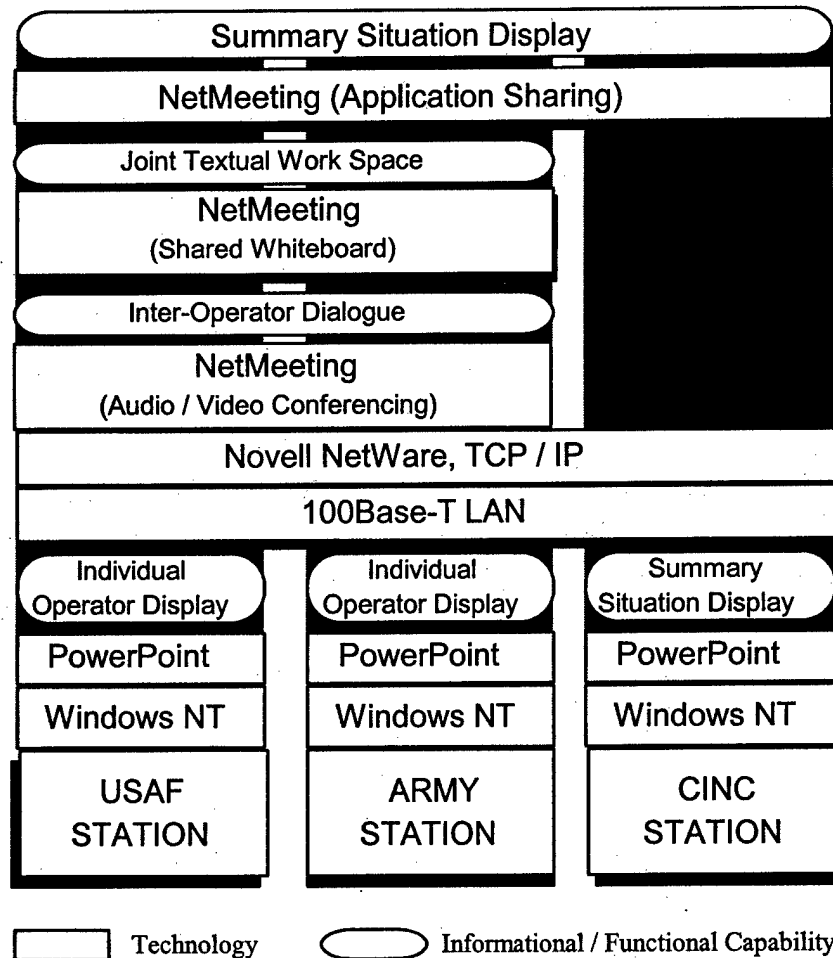 Summary Situation Display
NetMeeting (Application Sharing)
Joint Textual Work Space
NetMeeting
(Shared Whiteboard)
Inter-Operator Dialogue
NetMeeting
(Audio / Video Conferencing)
Novell NetWare, TCP / IP
100Base-T LAN
Individual
Operator Display
Individual
Operator Display
Summary
Situation Display
PowerPoint
PowerPoint
PowerPoint
Windows NT
Windows NT
Windows NT
USAF
STATION
ARMY
STATION
CINC
STATION
Technology
Informational / Functional Capability